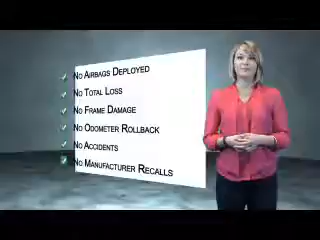 No Airbags Deployed
No Total Loss
No Frame Damage
No Odometer Rollback
No Accidents
No Manufacturer Recalls